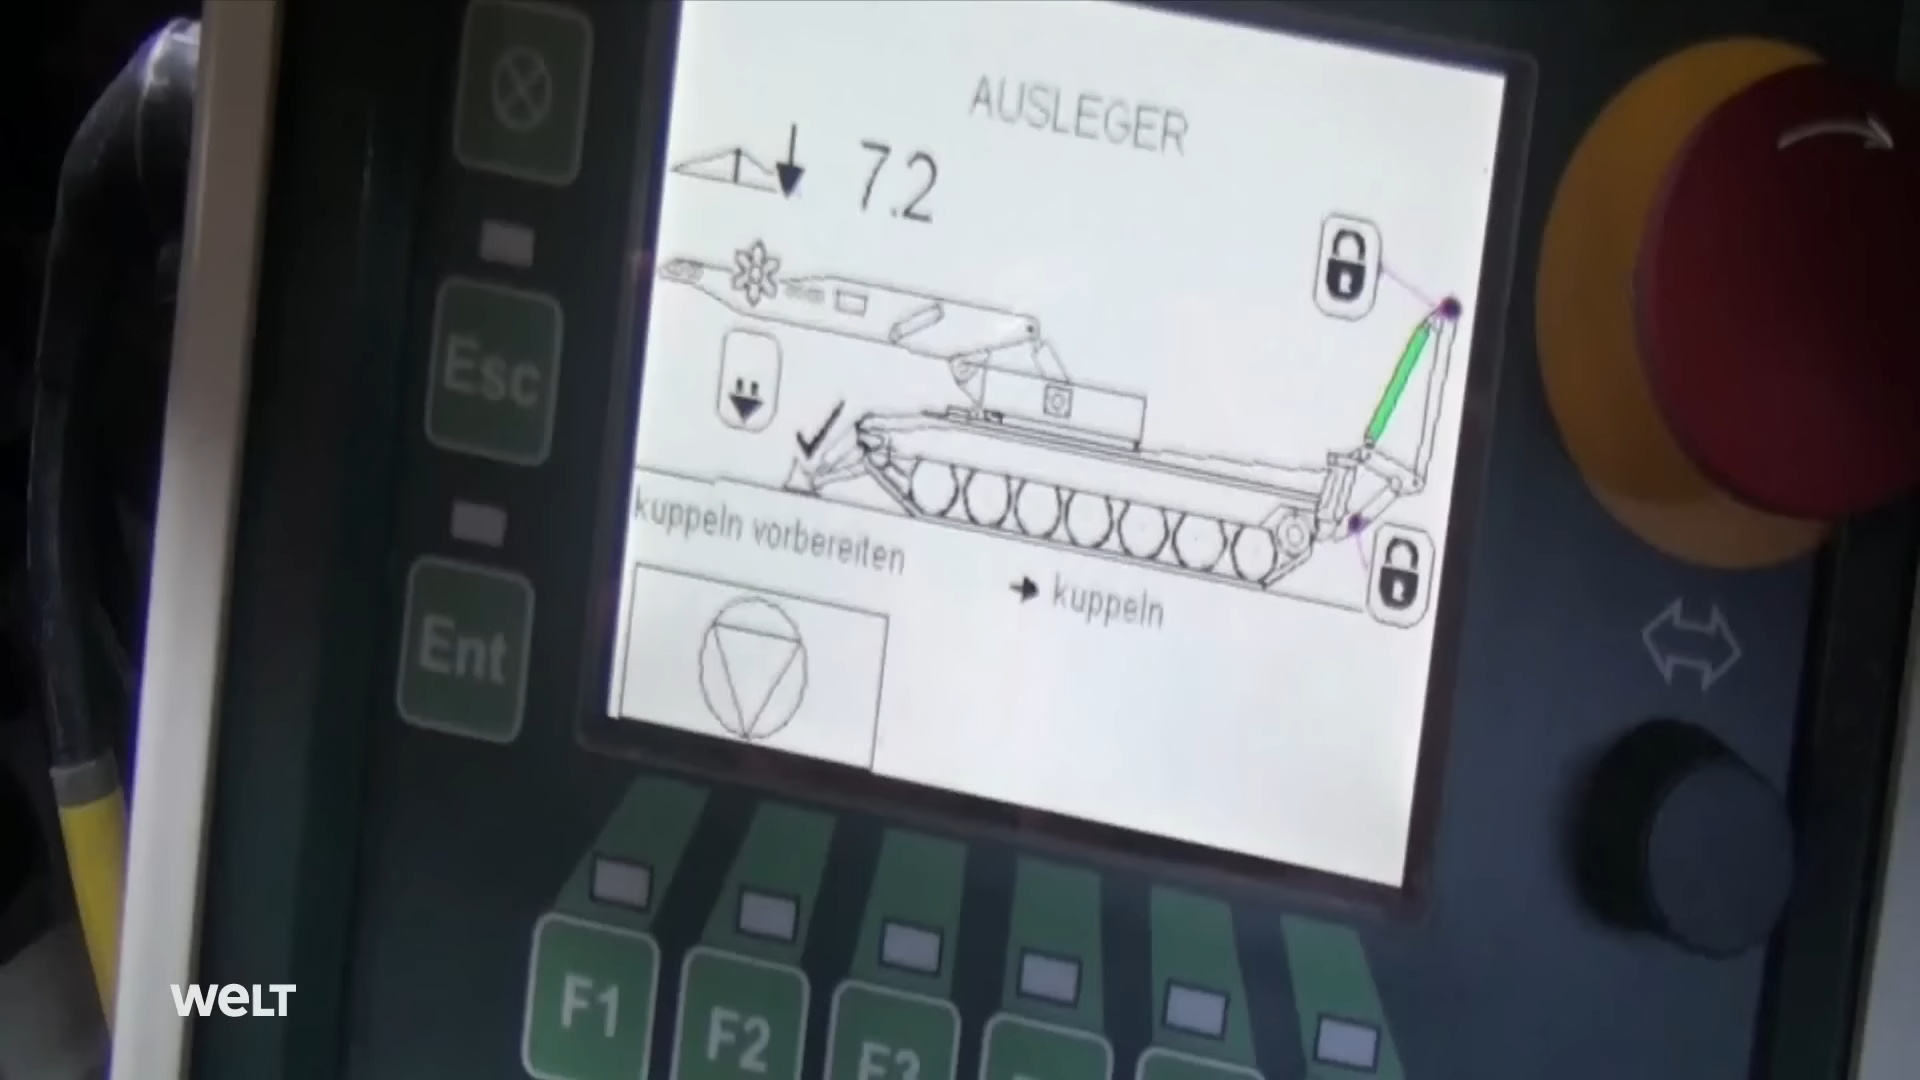 AUSLEGER
7.2
Esc
kuppeln vorbereiten
→ kuppeln
Ent
F1
F2
F3
WELT